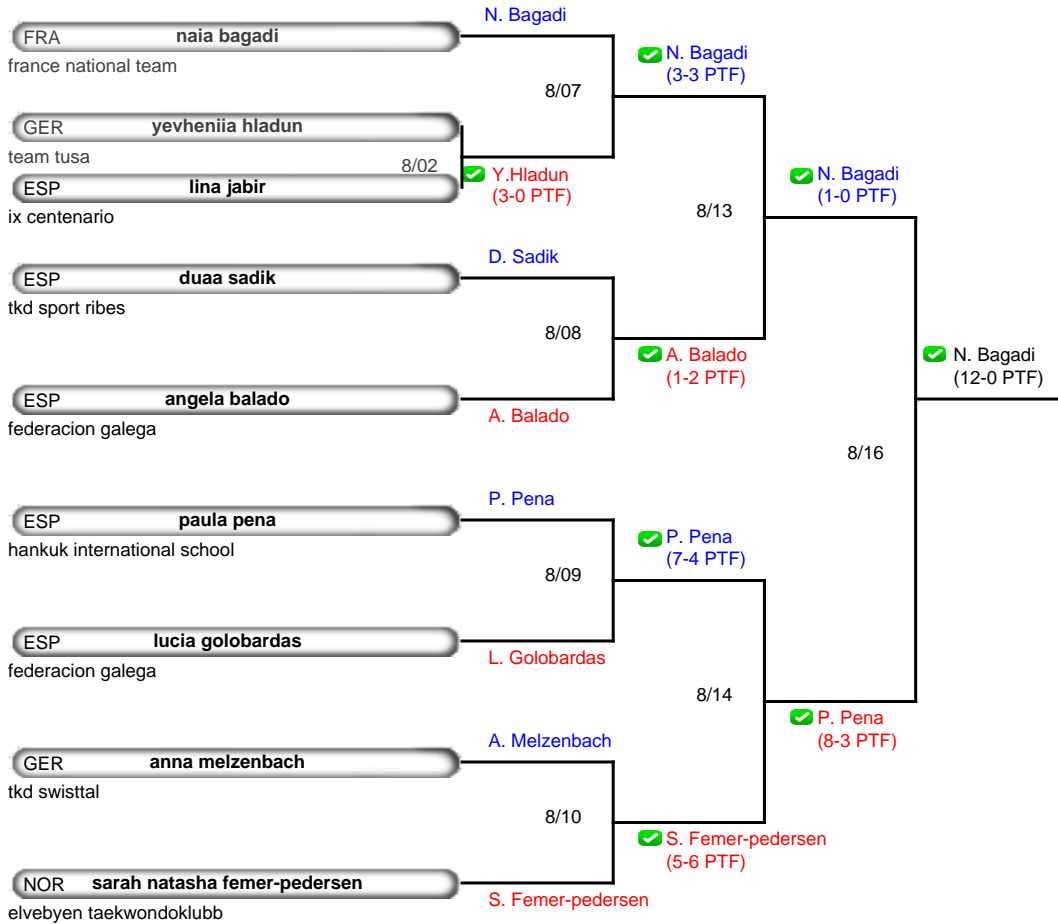 N. Bagadi
FRA naia bagadi
france national team
N. Bagadi
(3-3 PTF)
8/07
GER yevheniia hladun
team tusa
8/02
Y.Hladun
(3-0 PTF)
ESP lina jabir
ix centenario
N. Bagadi
(1-0 PTF)
8/13
D. Sadik
ESP duaa sadik
tkd sport ribes
8/08
A. Balado
(1-2 PTF)
N. Bagadi
(12-0 PTF)
ESP angela balado
federacion galega
A. Balado
8/16
P. Pena
ESP paula pena
hankuk international school
P. Pena
(7-4 PTF)
8/09
ESP lucia golobardas
federacion galega
L. Golobardas
8/14
P. Pena
(8-3 PTF)
A. Melzenbach
GER anna melzenbach
tkd swisttal
8/10
S. Femer-pedersen
(5-6 PTF)
NOR sarah natasha femer-pedersen
elvebyen taekwondoklubb
S. Femer-pedersen